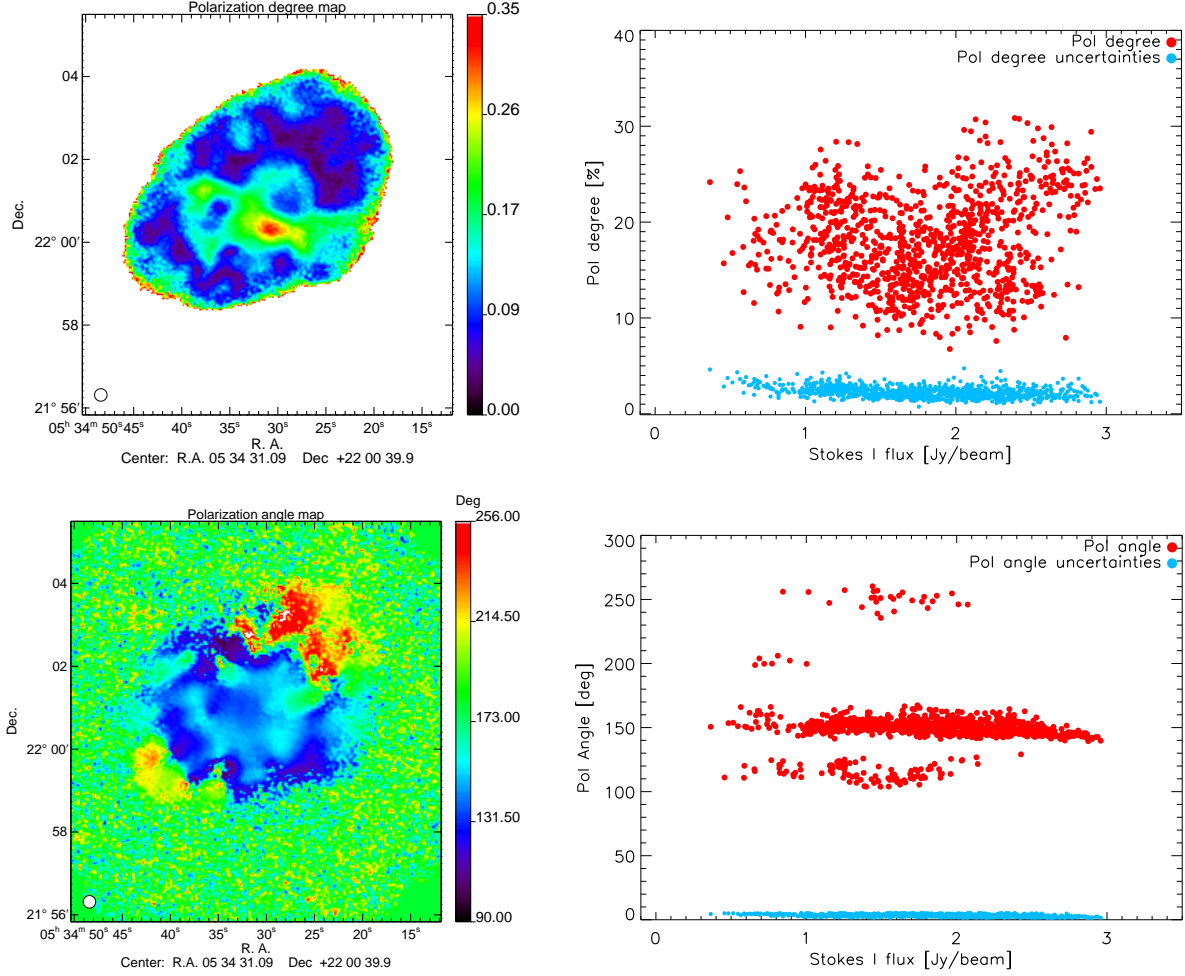 Polarization degree map
04
02
22° 00′
58
21° 56′
Dec.
05ʰ 34ᵐ 50ˢ 45ˢ 40ˢ 35ˢ 30ˢ 25ˢ 20ˢ
R. A.
Center: R.A. 05 34 31.09 Dec +22 00 39.9
0.35
0.26
0.17
0.09
0.00
40
30
20
10
0
Pol degree [%]
Pol degree
Pol degree uncertainties
0 1 2 3
Stokes I flux [Jy/beam]
Polarization angle map
04
02
22° 00′
58
21° 56′
Dec.
05ʰ 34ᵐ 50ˢ 45ˢ 40ˢ 35ˢ 30ˢ 25ˢ 20ˢ 15ˢ
R. A.
Center: R.A. 05 34 31.09 Dec +22 00 39.9
Deg
256.00
214.50
173.00
131.50
90.00
300
250
200
150
100
50
0
Pol Angle [deg]
Pol angle
Pol angle uncertainties
0 1 2 3
Stokes I flux [Jy/beam]